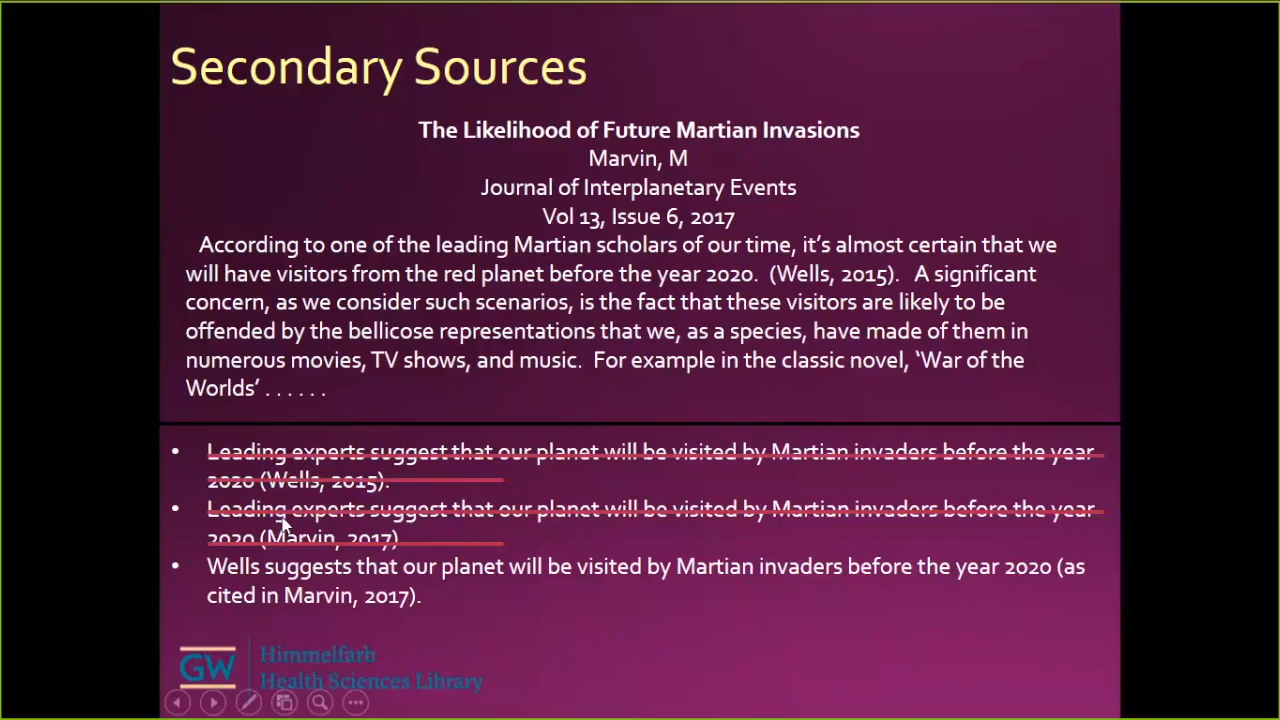 Secondary Sources
The Likelihood of Future Martian Invasions
Marvin, M
Journal of Interplanetary Events
Vol 13, Issue 6, 2017
According to one of the leading Martian scholars of our time, it's almost certain that we
will have visitors from the red planet before the year 2020. (Wells, 2015). A significant
concern, as we consider such scenarios, is the fact that these visitors are likely to be
offended by the bellicose representations that we, as a species, have made of them in
numerous movies, TV shows, and music. For example in the classic novel, ‘War of the
Worlds’ . . . . . .
• Leading experts suggest that our planet will be visited by Martian invaders before the year
2020 (Wells, 2015).
• Leading experts suggest that our planet will be visited by Martian invaders before the year
2020 (Marvin, 2017)
• Wells suggests that our planet will be visited by Martian invaders before the year 2020 (as
cited in Marvin, 2017).
GW
Himmelfarb
Health Sciences Library